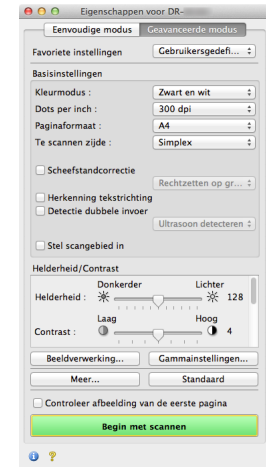 Eigenschappen voor DR-
Eenvoudige modus Geavanceerde modus
Favoriete instellingen Gebruikersgedefi...
Basisinstellingen
Kleurmodus : Zwart en wit
Dots per inch : 300 dpi
Paginaformaat : A4
Te scannen zijde : Simplex
Scheefstandcorrectie
Rechtzetten op gr...
Herkenning tekstrichting
Detectie dubbele invoer
Ultrasoon detecteren
Stel scangebied in
Helderheid/Contrast
Donkerder Lichter
Helderheid : 128
Laag Hoog
Contrast : 4
Beeldverwerking... Gammainstellingen...
Meer... Standaard
Controleer afbeelding van de eerste pagina
Begin met scannen